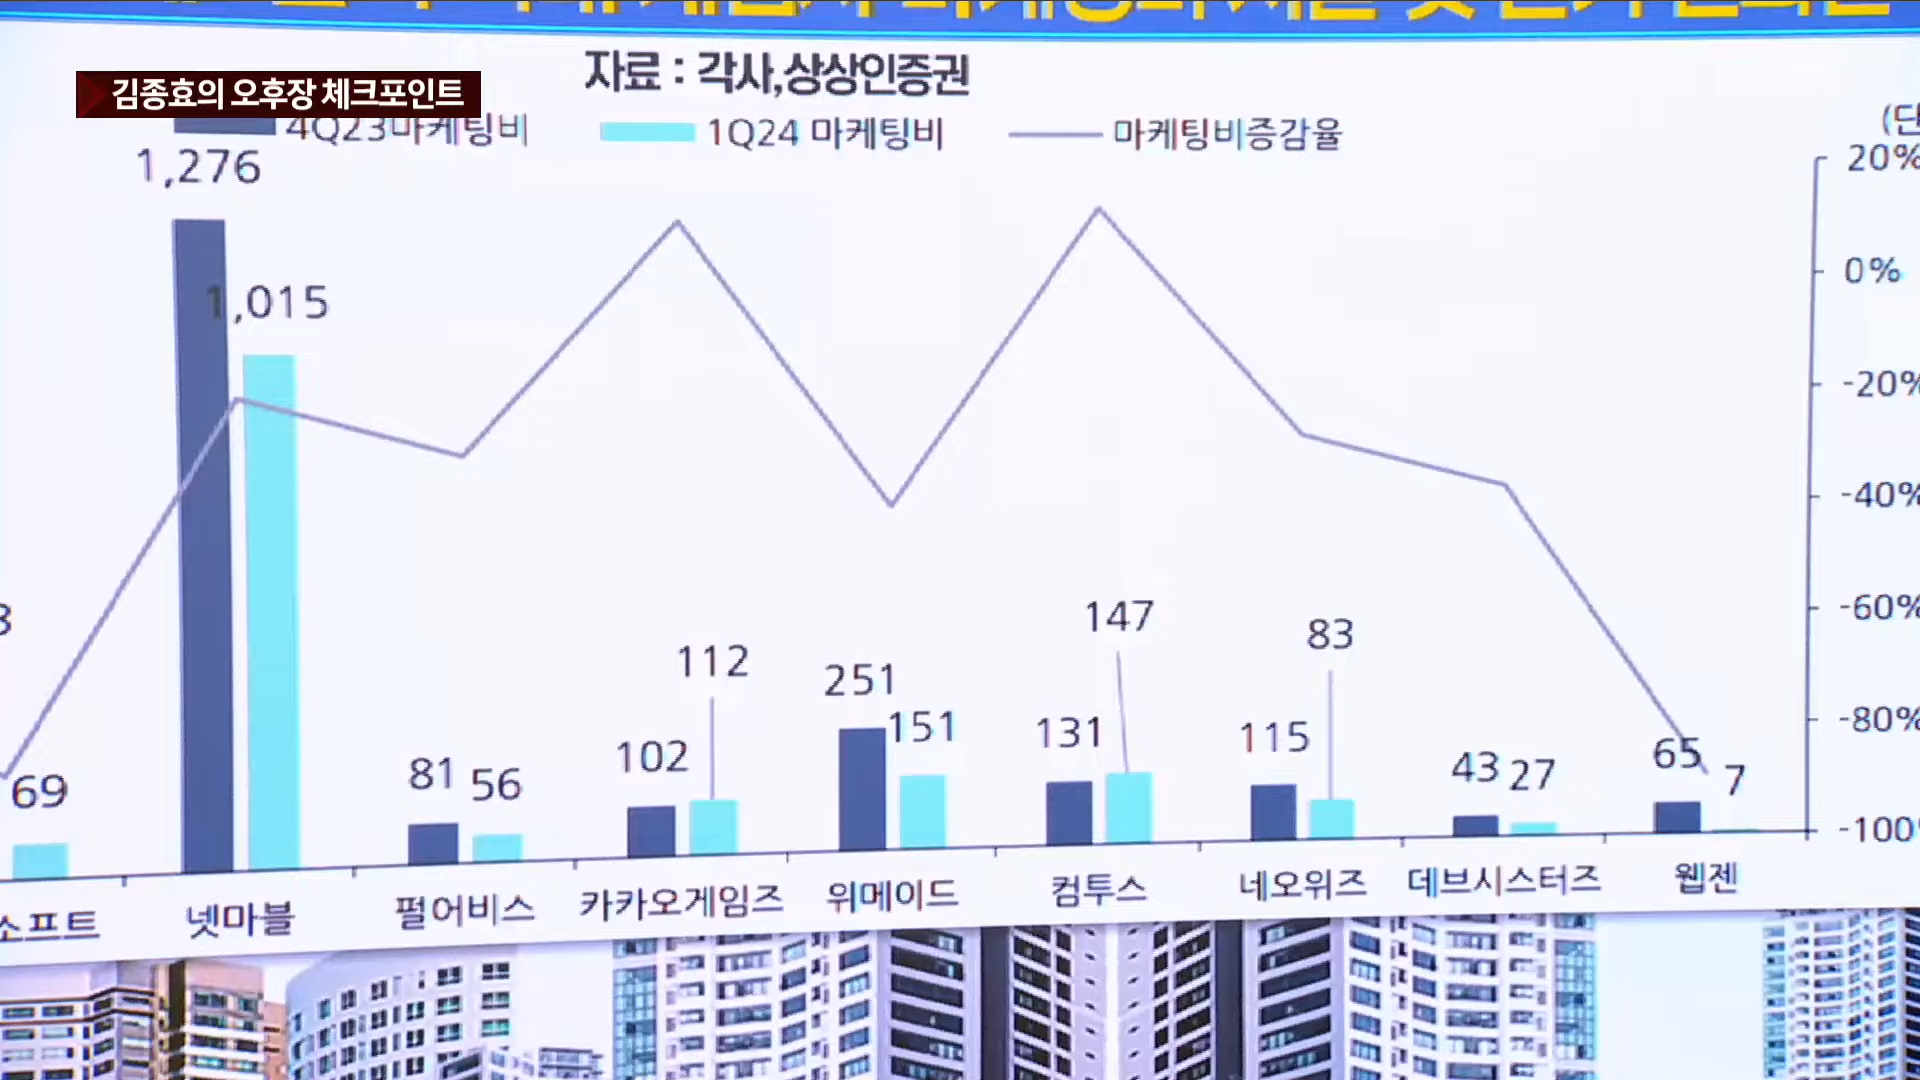 김종효의 오후장 체크포인트
자료 : 각사,상상인증권
4Q23마케팅비
1Q24 마케팅비
마케팅비증감율
(단
20%
0%
-20%
-40%
-60%
-80%
-100%
1,276
1,015
69
81
56
102
112
251
151
131
147
115
83
43
27
65
7
소프트
넷마블
펄어비스
카카오게임즈
위메이드
컴투스
네오위즈
데브시스터즈
웹젠